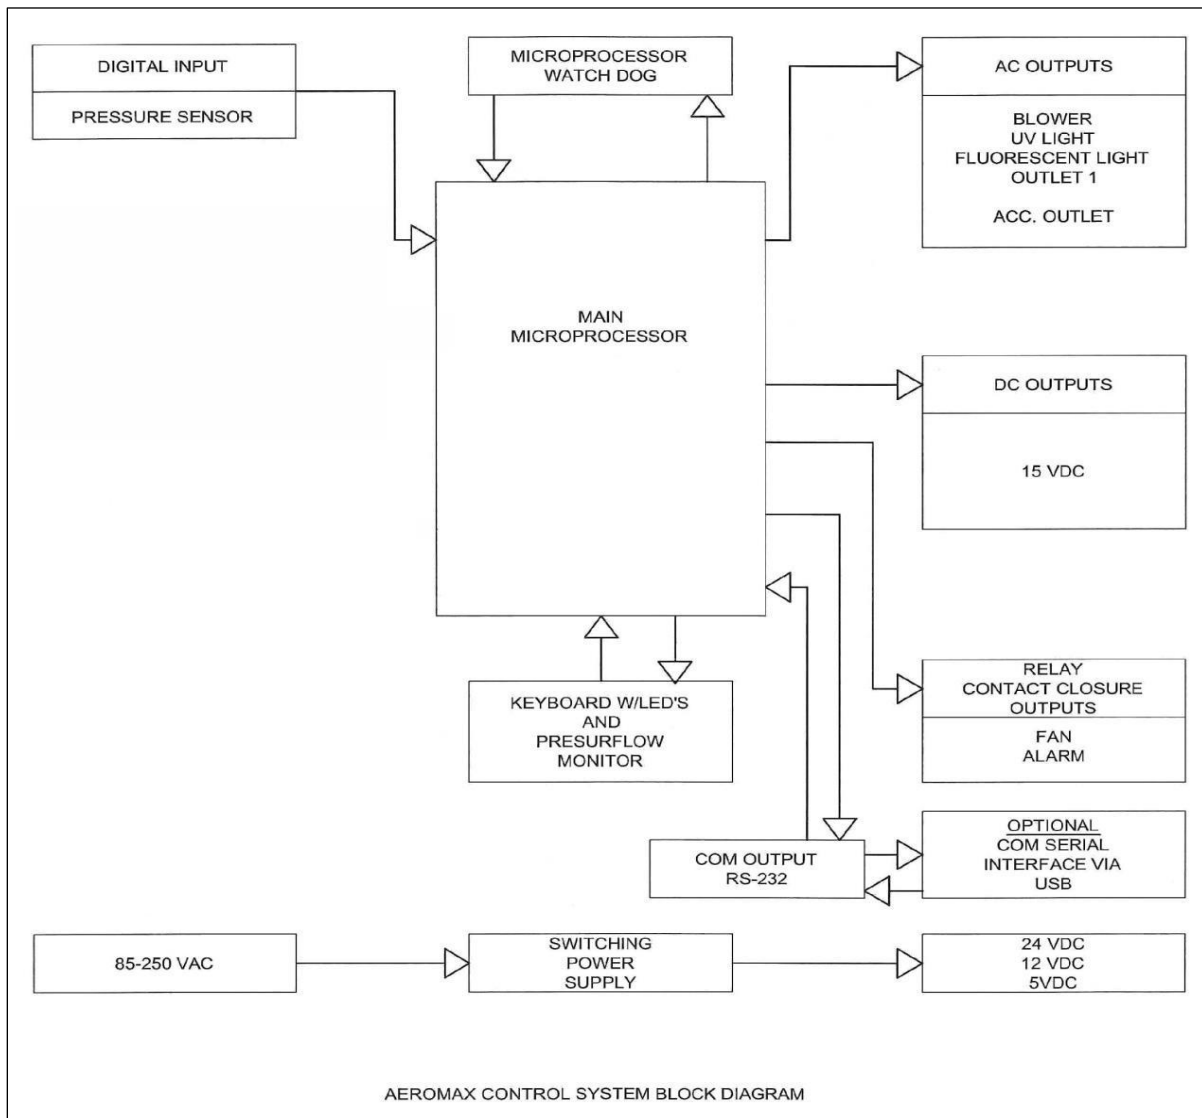 DIGITAL INPUT
PRESSURE SENSOR
MICROPROCESSOR
WATCH DOG
AC OUTPUTS
BLOWER
UV LIGHT
FLUORESCENT LIGHT
OUTLET 1
ACC. OUTLET
MAIN
MICROPROCESSOR
DC OUTPUTS
15 VDC
KEYBOARD W/LED'S
AND
PRESURFLOW
MONITOR
RELAY
CONTACT CLOSURE
OUTPUTS
FAN
ALARM
COM OUTPUT
RS-232
OPTIONAL
COM SERIAL
INTERFACE VIA
USB
85-250 VAC
SWITCHING
POWER
SUPPLY
24 VDC
12 VDC
5VDC
AEROMAX CONTROL SYSTEM BLOCK DIAGRAM